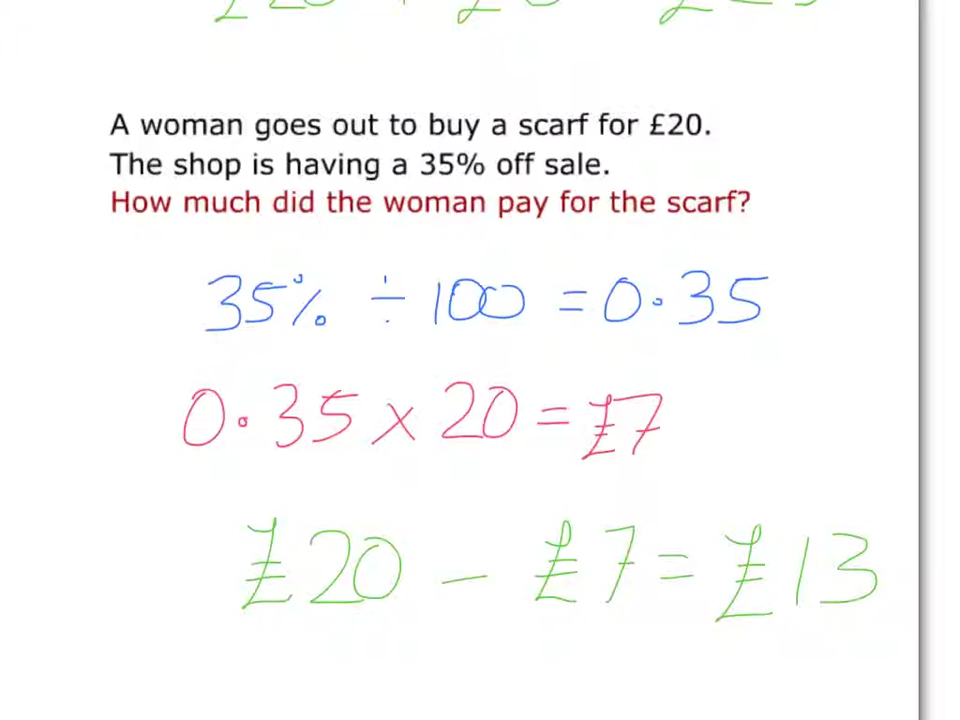 A woman goes out to buy a scarf for £20.
The shop is having a 35% off sale.
How much did the woman pay for the scarf?
35% ÷ 100 = 0.35
0.35 x 20 = £7
£20 - £7 = £13